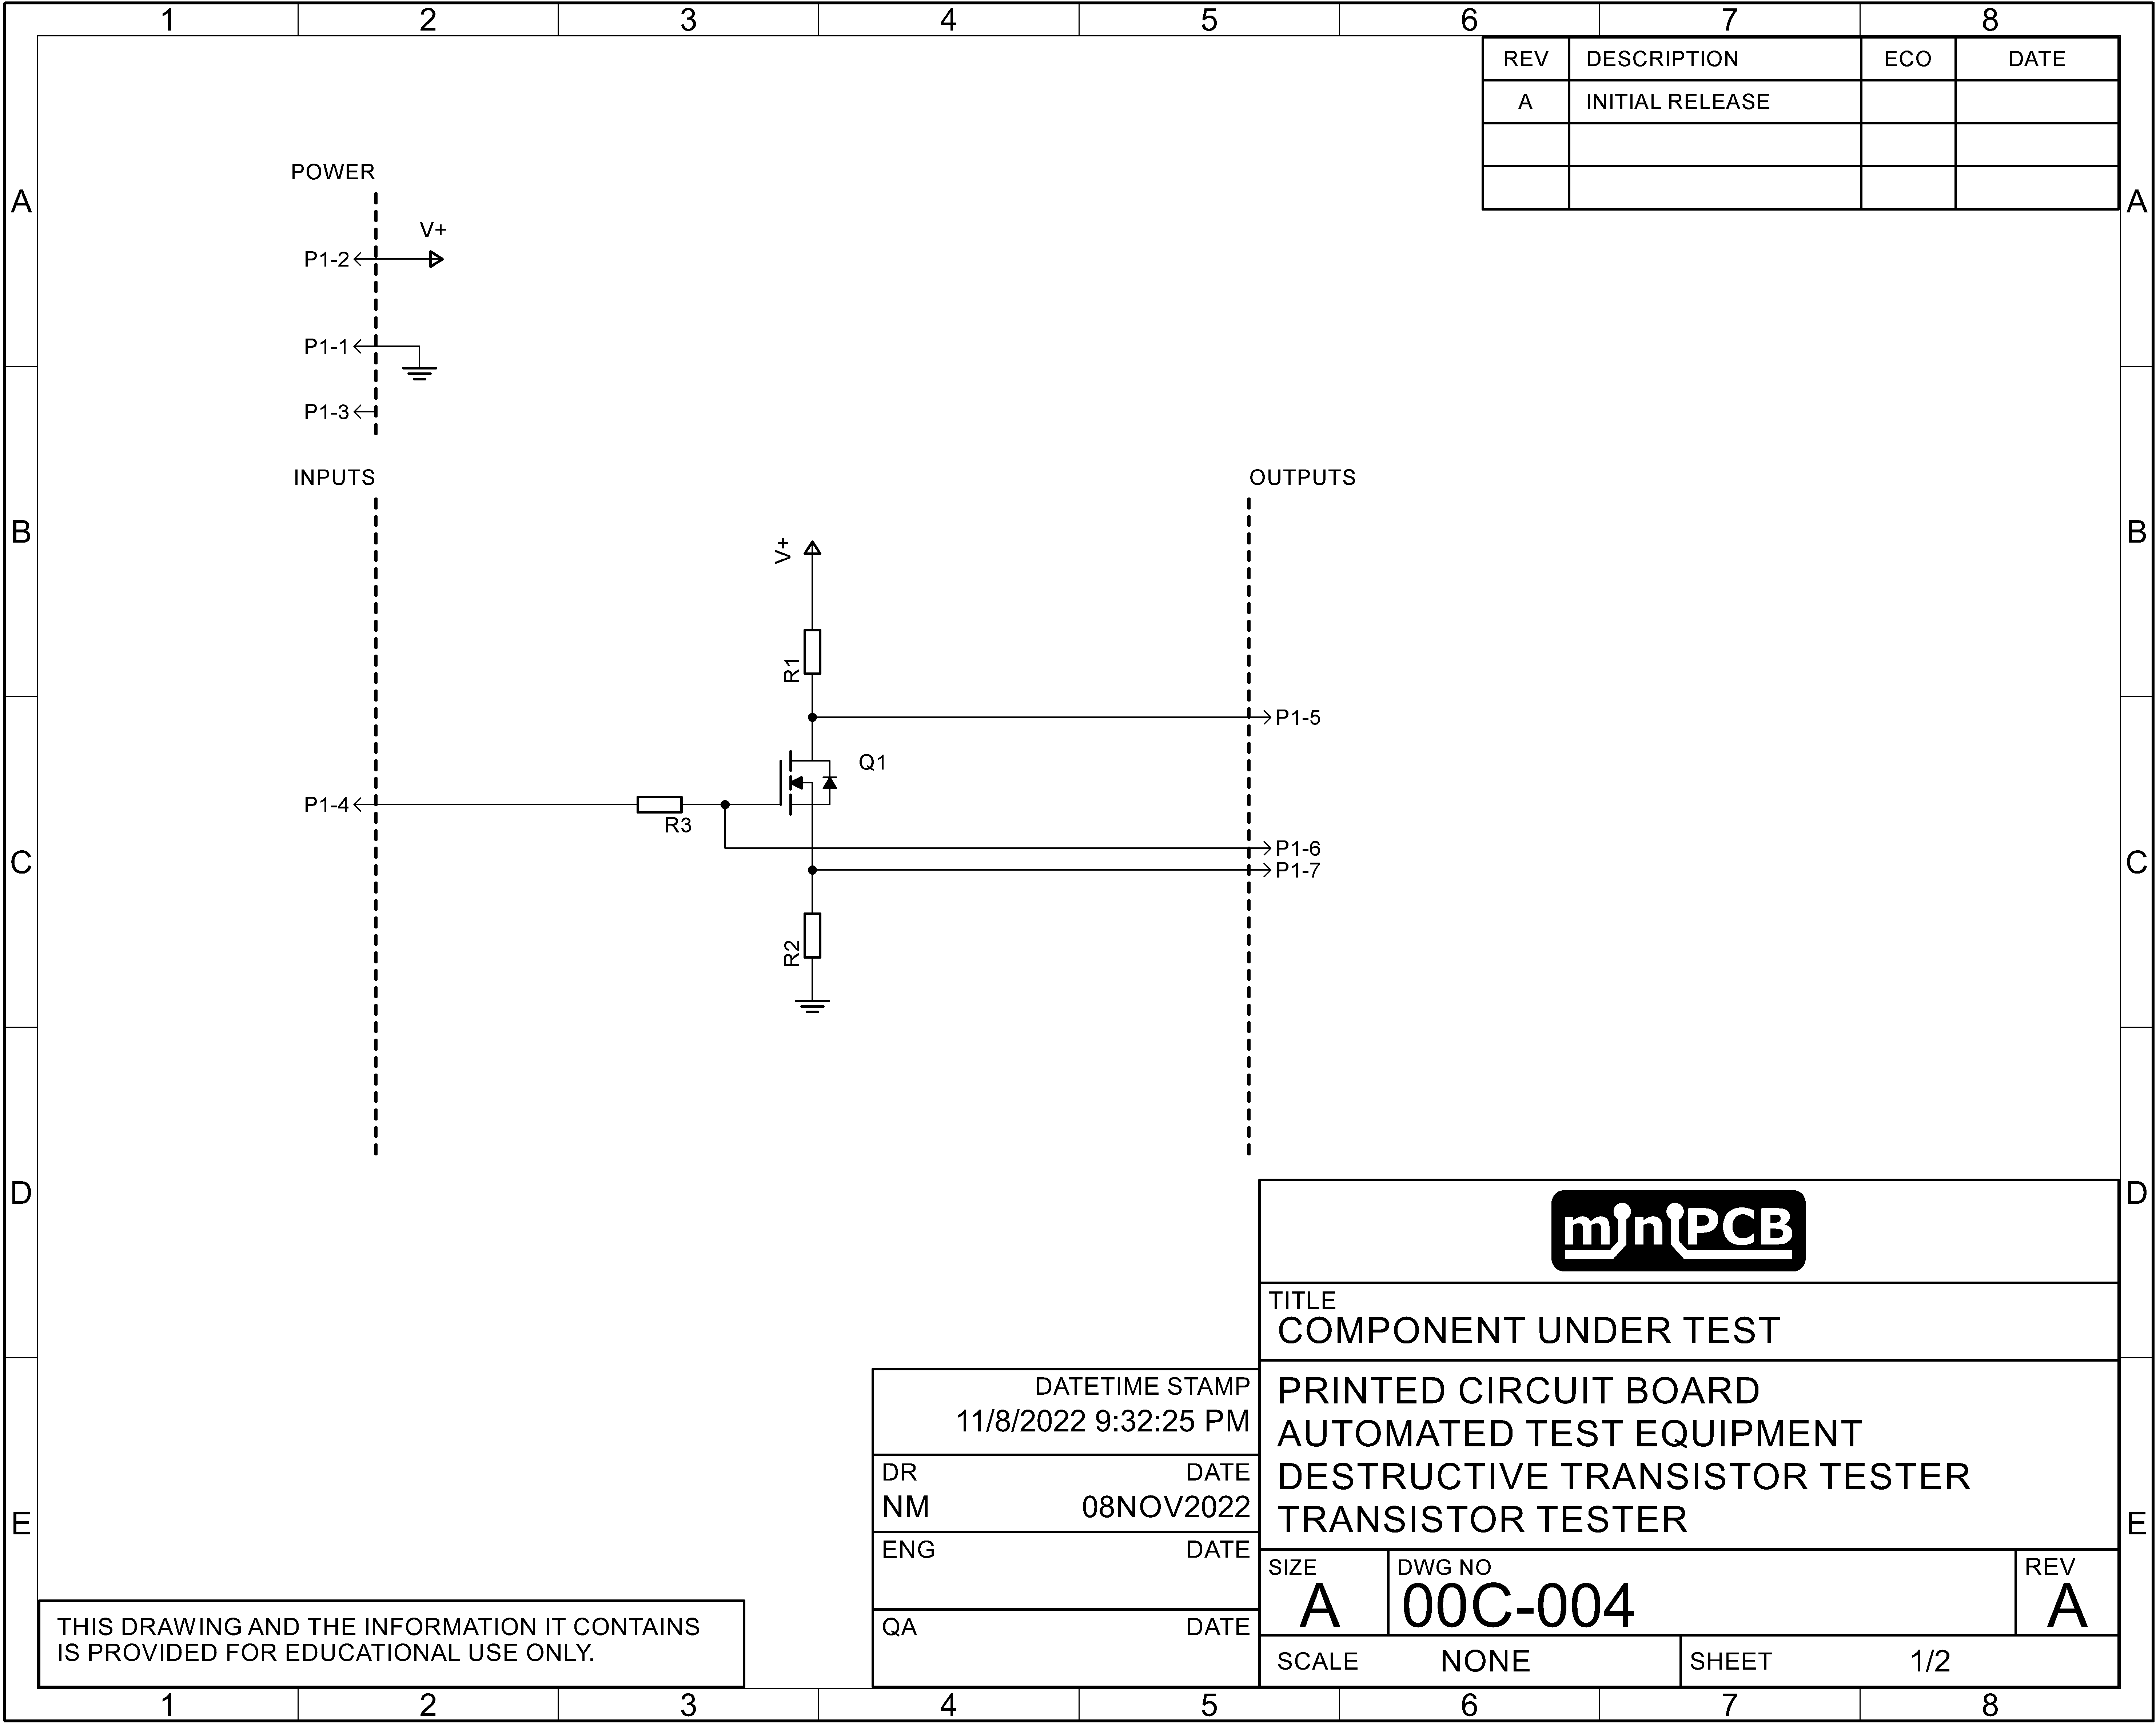 1 2 3 4 5 6 7 8
REV DESCRIPTION ECO DATE
A INITIAL RELEASE
POWER
A A
V+
P1-2
P1-1
P1-3
INPUTS OUTPUTS
B B
V+
R1
P1-5
Q1
P1-4
R3
P1-6
C C
P1-7
R2
D D
miniPCB
TITLE
COMPONENT UNDER TEST
DATETIME STAMP
11/8/2022 9:32:25 PM
PRINTED CIRCUIT BOARD
AUTOMATED TEST EQUIPMENT
DESTRUCTIVE TRANSISTOR TESTER
TRANSISTOR TESTER
DR DATE
NM 08NOV2022
E E
ENG DATE
QA DATE
SIZE DWG NO REV
A 00C-004 A
SCALE NONE SHEET 1/2
THIS DRAWING AND THE INFORMATION IT CONTAINS
IS PROVIDED FOR EDUCATIONAL USE ONLY.
1 2 3 4 5 6 7 8